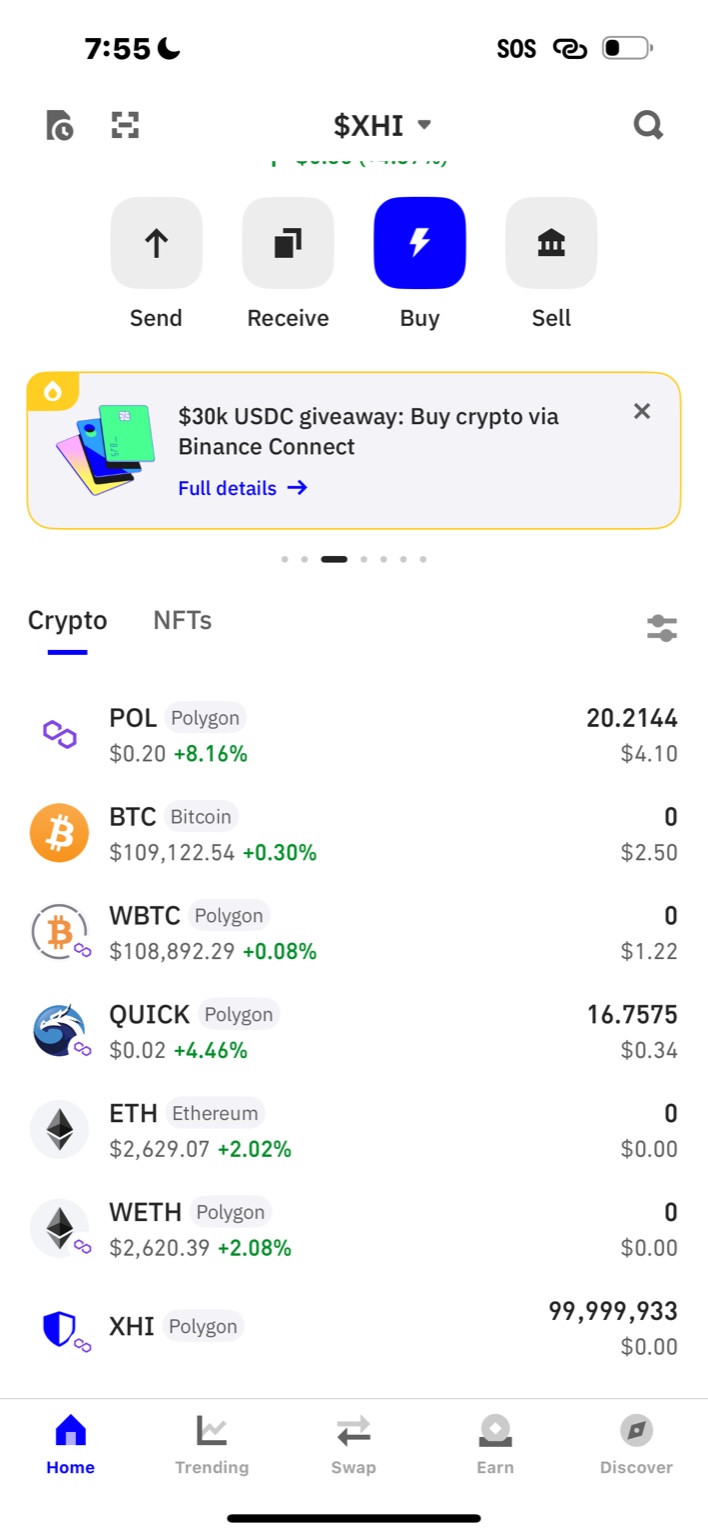 7:55
SOS
$XHI
Send
Receive
Buy
Sell
$30k USDC giveaway: Buy crypto via
Binance Connect
Full details →
Crypto
NFTs
POL Polygon
20.2144
$0.20 +8.16%
$4.10
BTC Bitcoin
0
$109,122.54 +0.30%
$2.50
WBTC Polygon
0
$108,892.29 +0.08%
$1.22
QUICK Polygon
16.7575
$0.02 +4.46%
$0.34
ETH Ethereum
0
$2,629.07 +2.02%
$0.00
WETH Polygon
0
$2,620.39 +2.08%
$0.00
XHI Polygon
99,999,933
$0.00
Home
Trending
Swap
Earn
Discover